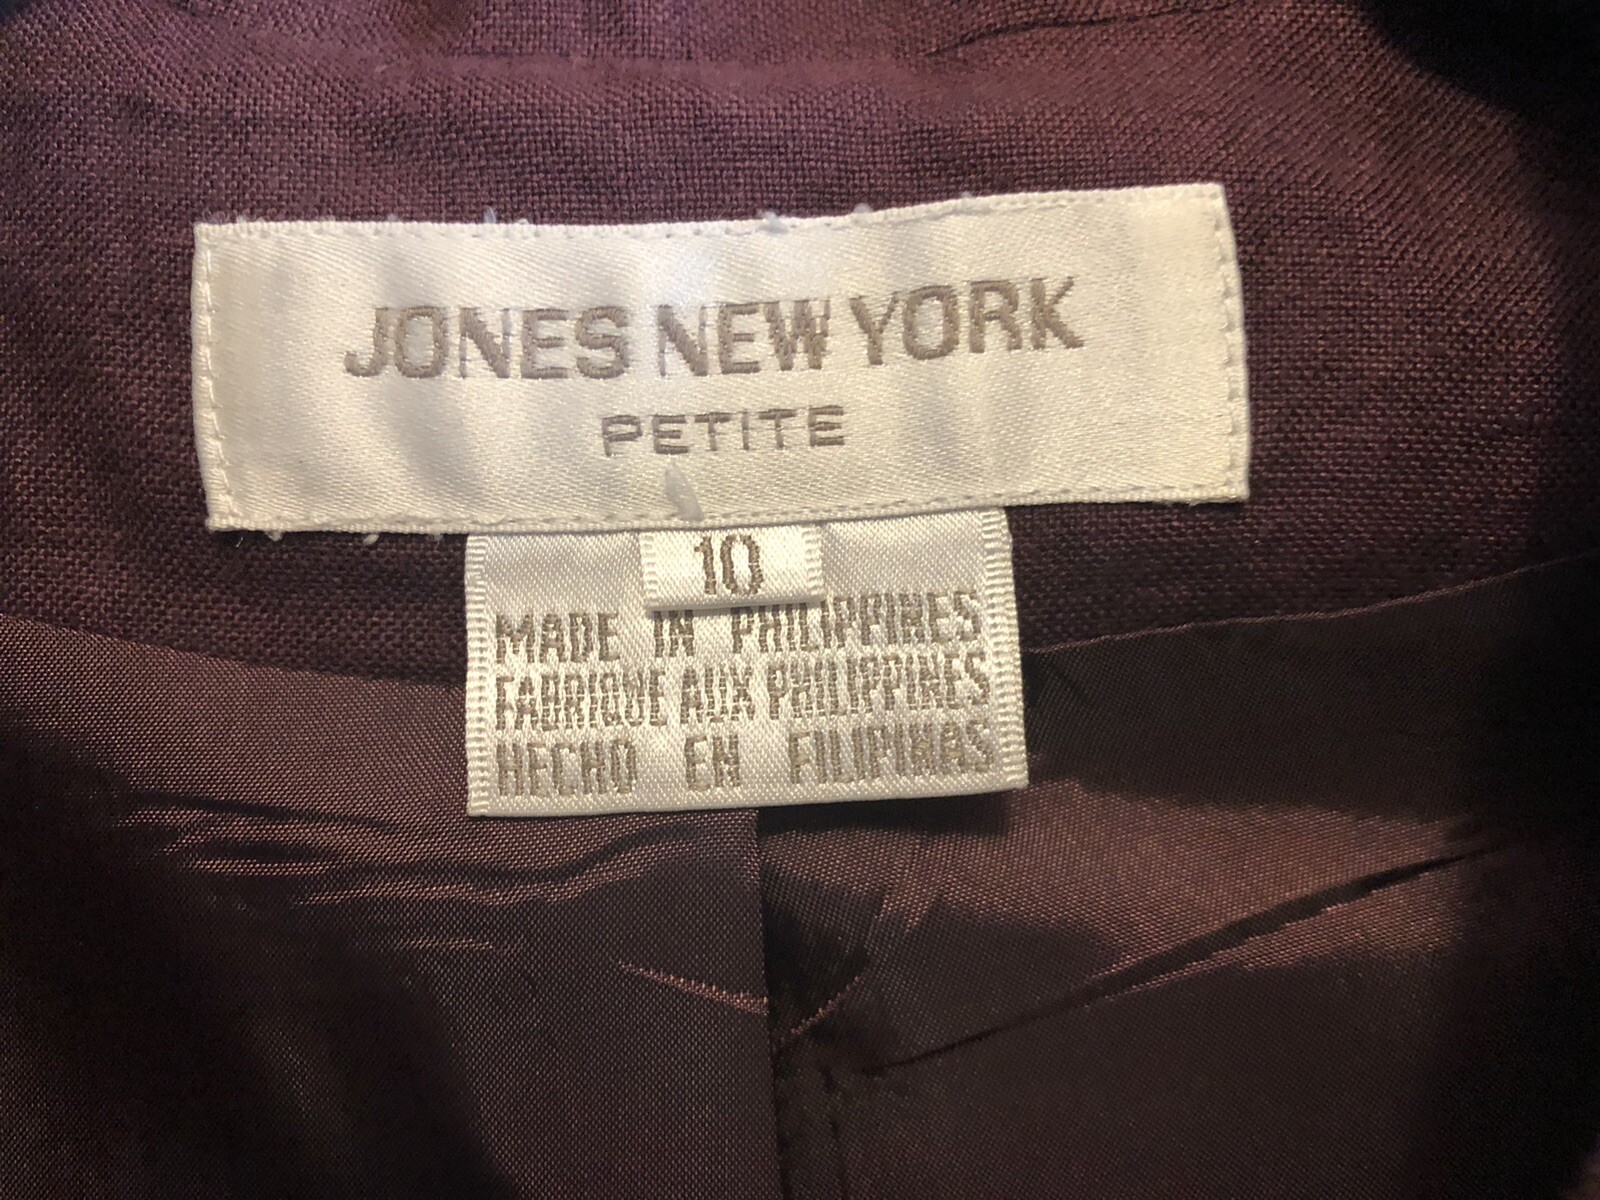 JONES NEW YORK
PETITE
10
MADE IN PHILIPPINES
FABRIQUE AUX PHILIPPINES
HECHO EN FILIPINAS